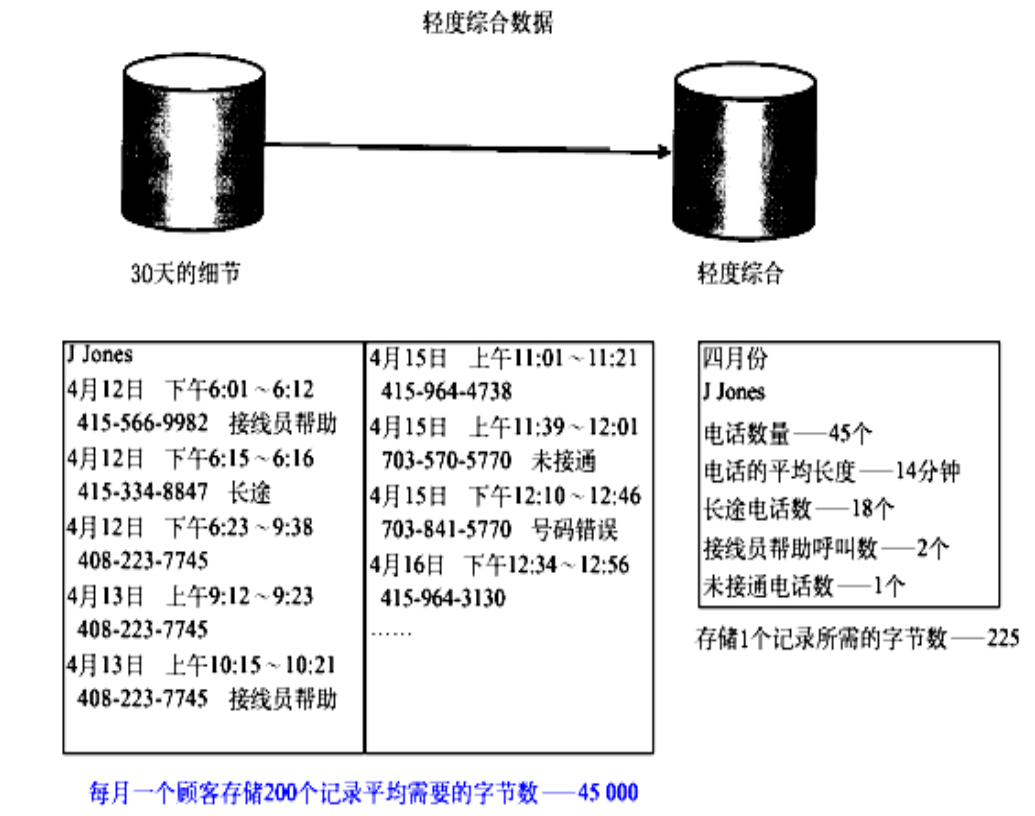 轻度综合数据
30天的细节
轻度综合
J Jones
4月12日 下午6:01～6:12
415-566-9982 接线员帮助
4月12日 下午6:15～6:16
415-334-8847 长途
4月12日 下午6:23～9:38
408-223-7745
4月13日 上午9:12～9:23
408-223-7745
4月13日 上午10:15～10:21
408-223-7745 接线员帮助
4月15日 上午11:01～11:21
415-964-4738
4月15日 上午11:39～12:01
703-570-5770 未接通
4月15日 下午12:10～12:46
703-841-5770 号码错误
4月16日 下午12:34～12:56
415-964-3130
……
四月份
J Jones
电话数量——45个
电话的平均长度——14分钟
长途电话数——18个
接线员帮助呼叫数——2个
未接通电话数——1个
存储1个记录所需的字节数——225
每月一个顾客存储200个记录平均需要的字节数——45 000